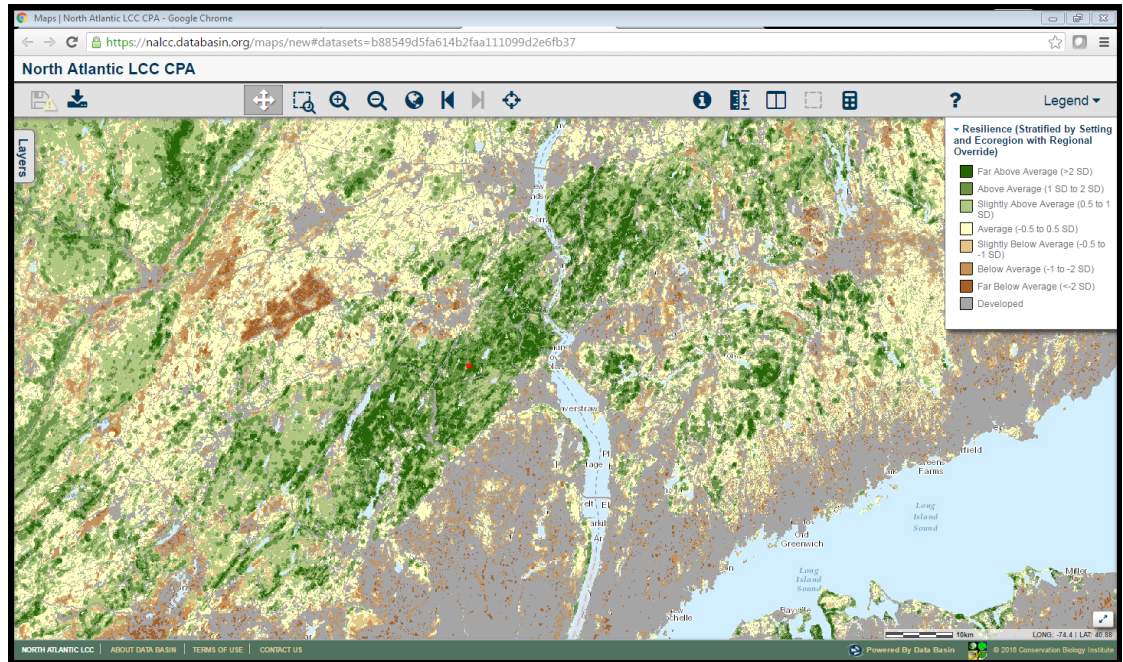 Maps | North Atlantic LCC CPA - Google Chrome
https://nalcc.databasin.org/maps/new#datasets=b88549d5fa614b2faa111099d2e6fb37
North Atlantic LCC CPA
? Legend
Layers
Resilience (Stratified by Setting
and Ecoregion with Regional
Override)
Far Above Average (>2 SD)
Above Average (1 SD to 2 SD)
Slightly Above Average (0.5 to 1
SD)
Average (-0.5 to 0.5 SD)
Slightly Below Average (-0.5 to
-1 SD)
Below Average (-1 to -2 SD)
Far Below Average (<-2 SD)
Developed
Farms
Long
Island
Sound
Old
Greenwich
Long
Island
Sound
Bayville
Miller
10km
LONG: -74.4 | LAT: 40.88
NORTH ATLANTIC LCC | ABOUT DATA BASIN | TERMS OF USE | CONTACT US
Powered By Data Basin
© 2016 Conservation Biology Institute